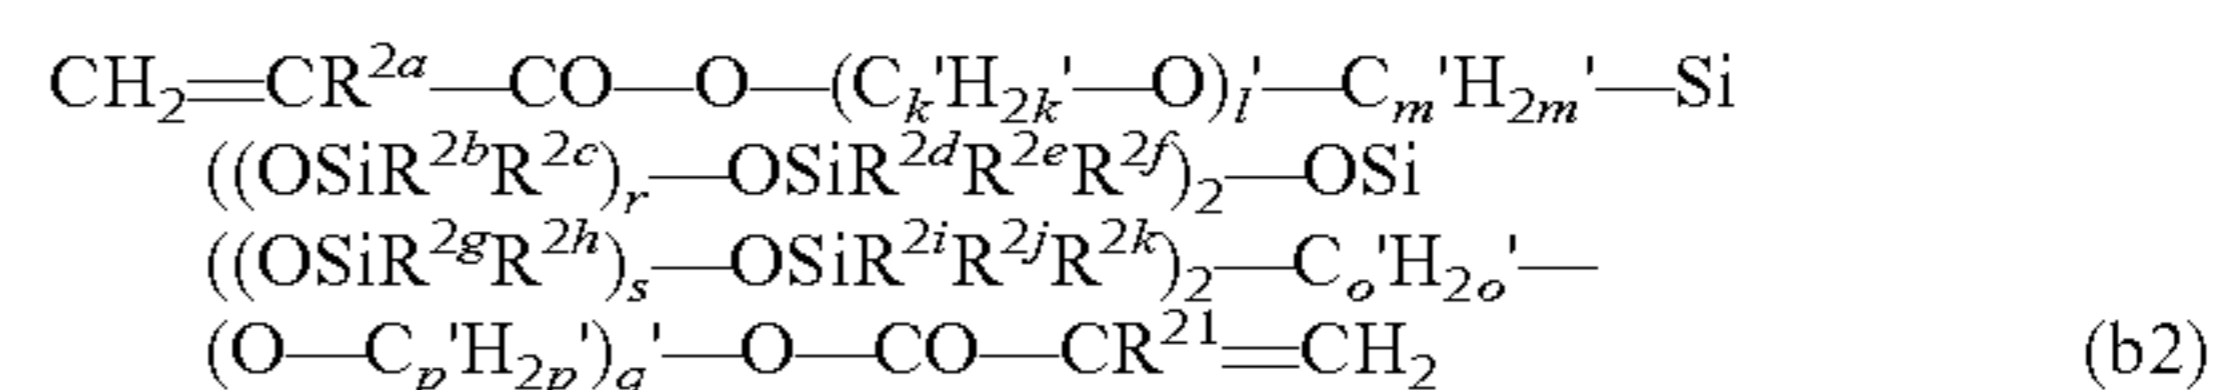 CH₂=CR²ᵃ—CO—O—(Cₖ'H₂ₖ'—O)ₗ'—Cₘ'H₂ₘ'—Si
((OSiR²ᵇR²ᶜ)ᵣ—OSiR²ᵈR²ᵉR²ᶠ)₂—OSi
((OSiR²ᵍR²ʰ)ₛ—OSiR²ⁱR²ʲR²ᵏ)₂—Cₒ'H₂ₒ'—
(O—Cₚ'H₂ₚ')q'—O—CO—CR²¹=CH₂ (b2)